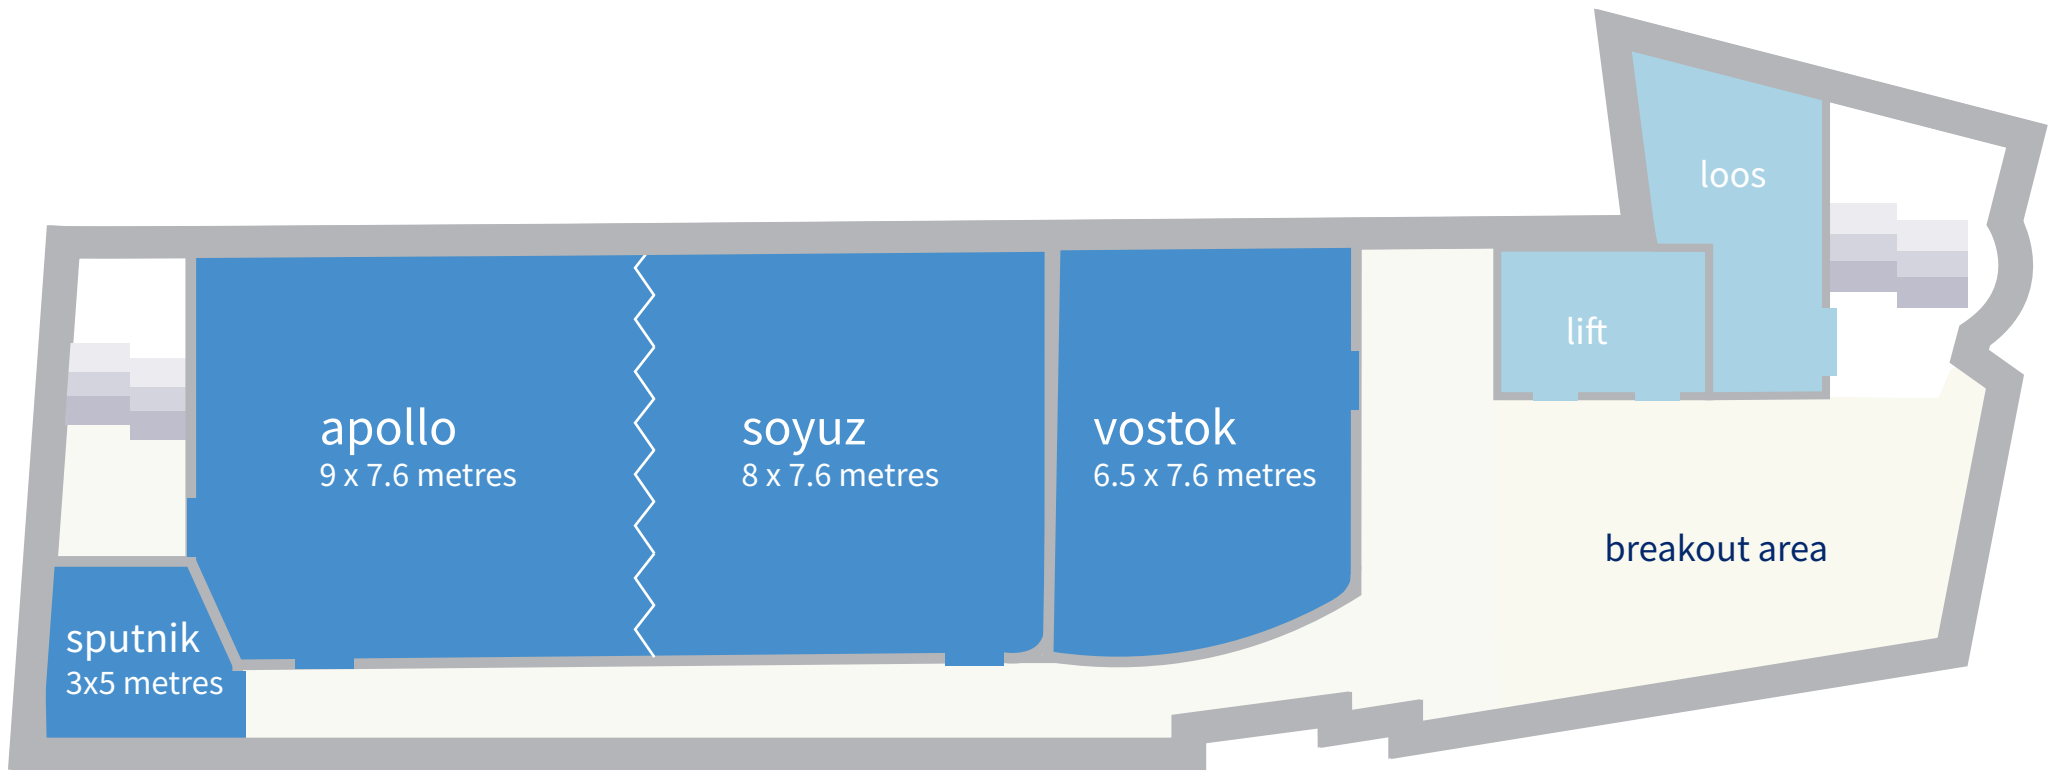 loos
lift
apollo
9 x 7.6 metres
soyuz
8 x 7.6 metres
vostok
6.5 x 7.6 metres
breakout area
sputnik
3x5 metres